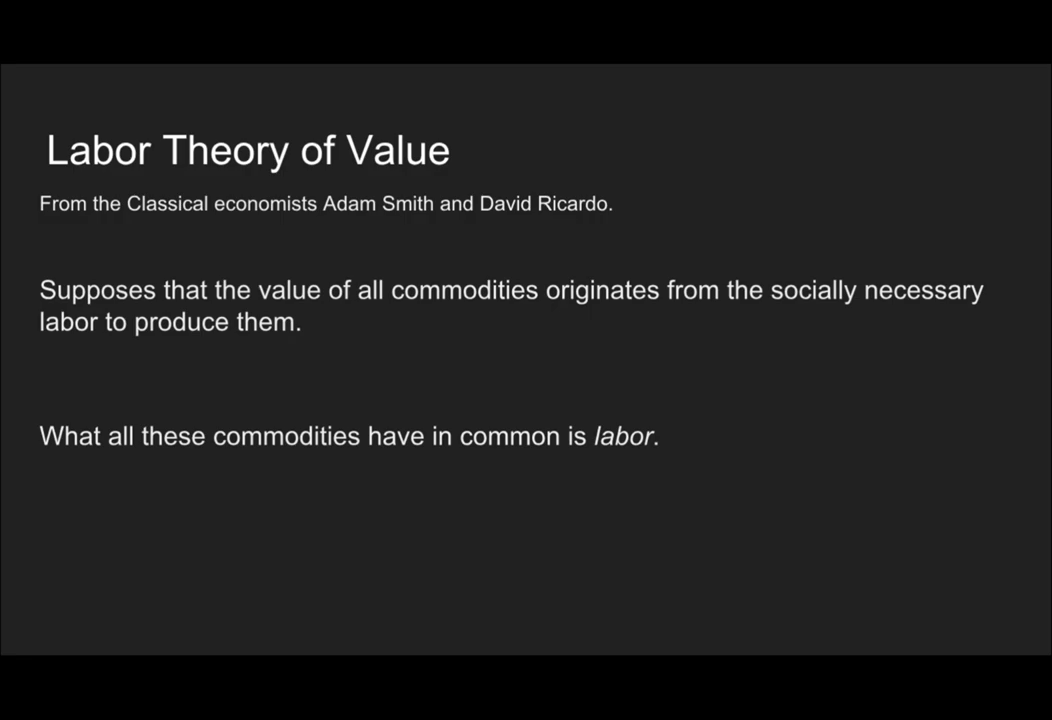 Labor Theory of Value
From the Classical economists Adam Smith and David Ricardo.
Supposes that the value of all commodities originates from the socially necessary
labor to produce them.
What all these commodities have in common is labor.